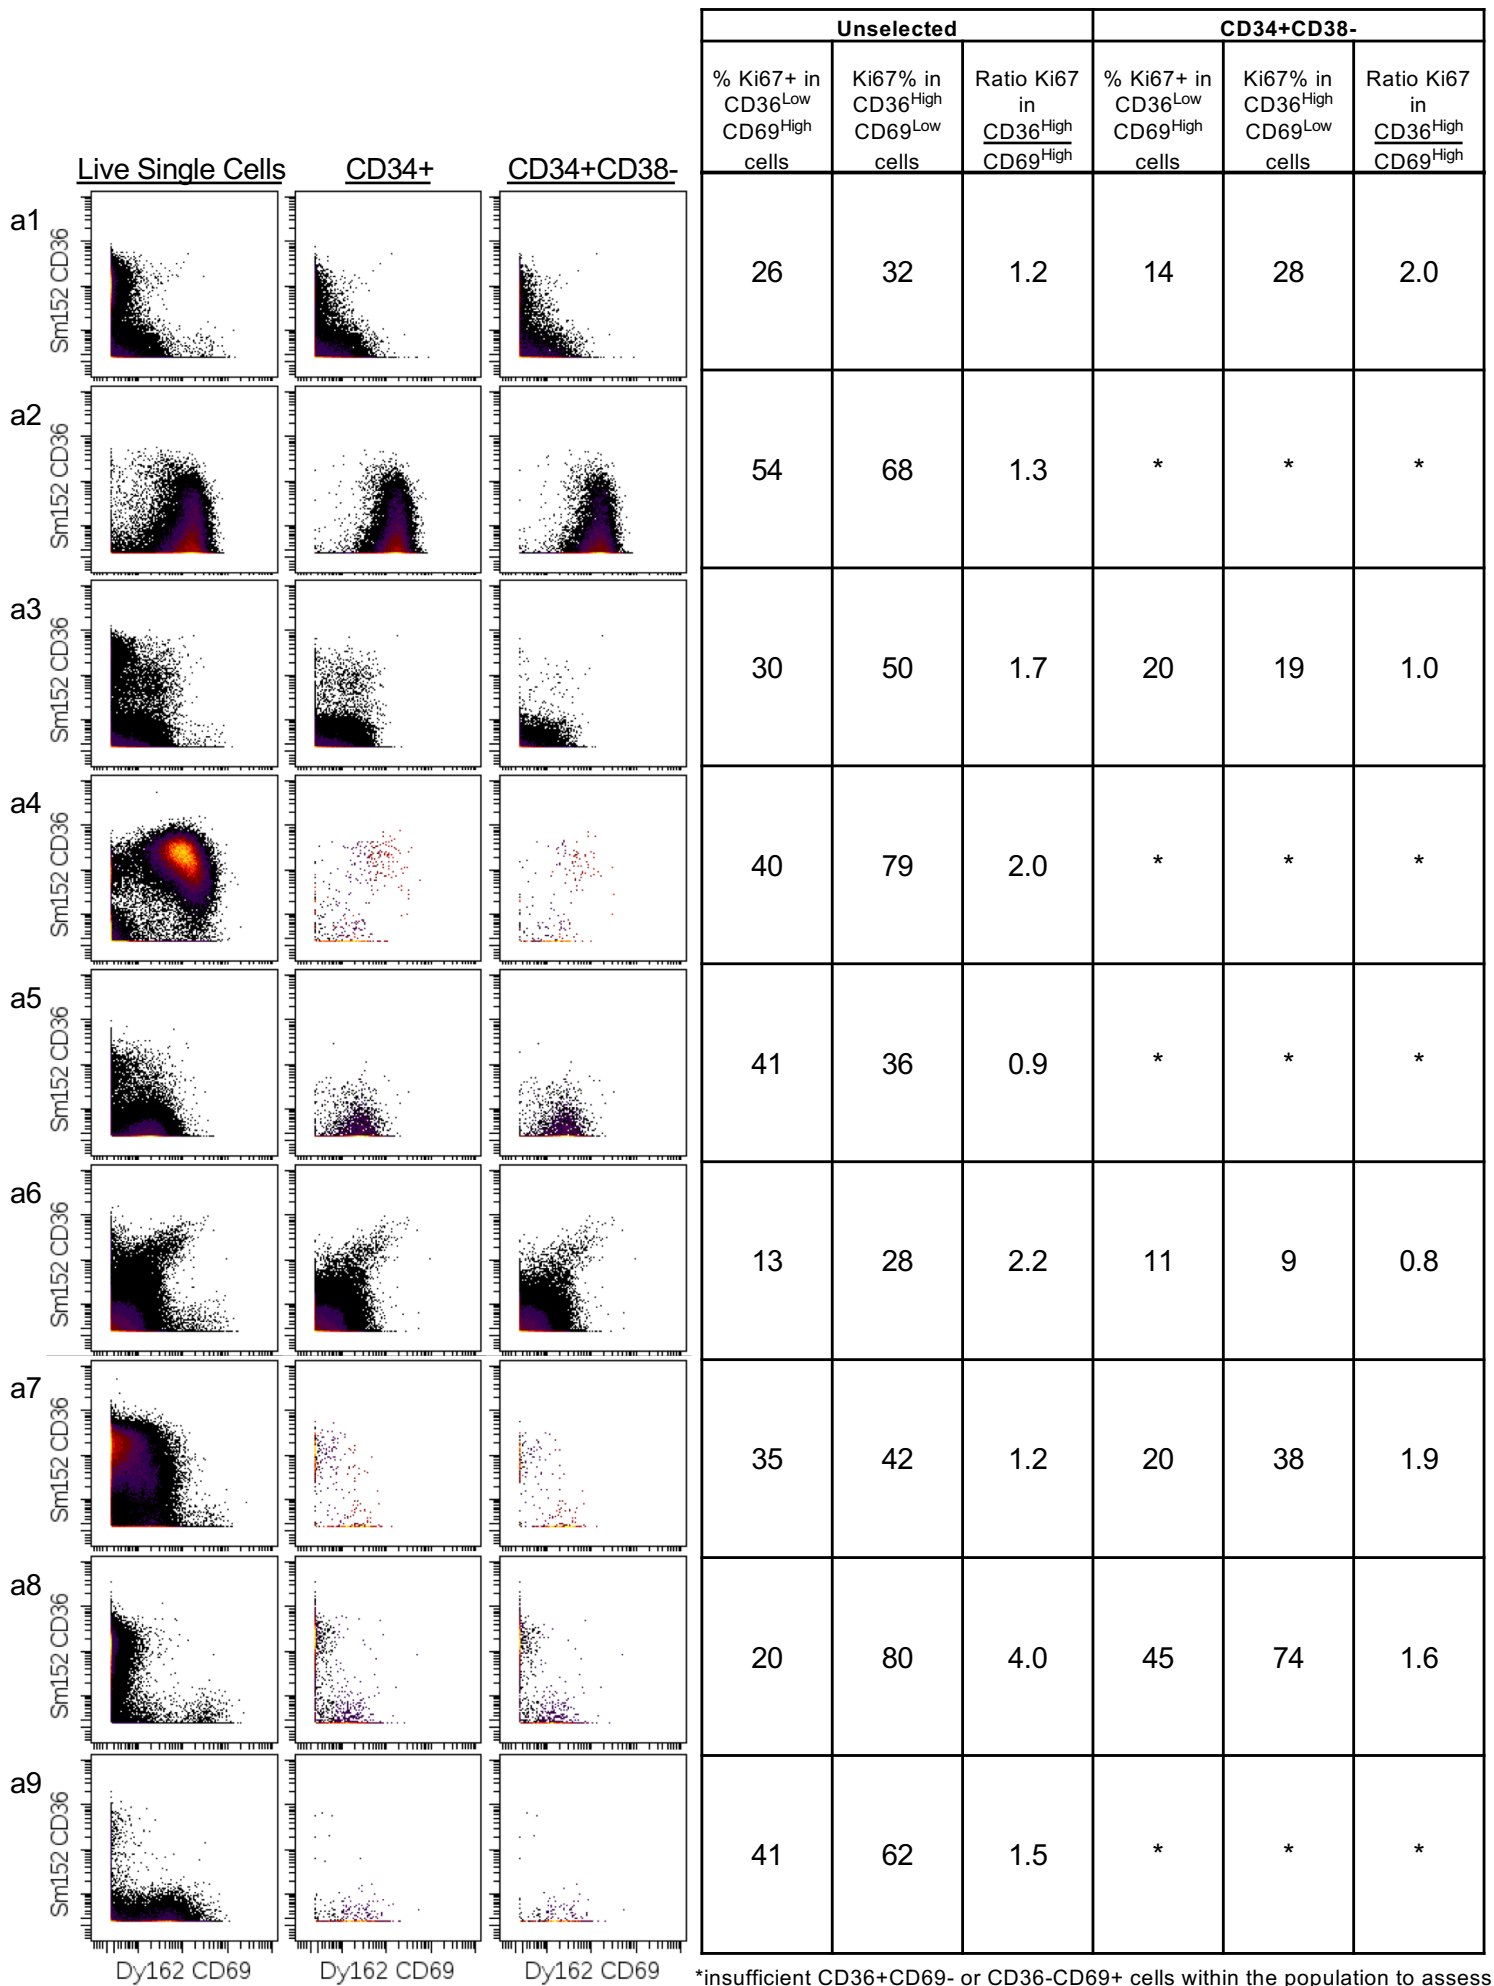 Unselected CD34+CD38-
% Ki67+ in Ki67% in Ratio Ki67 % Ki67+ in Ki67% in Ratio Ki67
CD36Low CD36High in CD36Low CD36High in
CD69High CD69Low CD36High CD69High CD69Low CD36High
cells cells CD69High cells cells CD69High
Live Single Cells CD34+ CD34+CD38-
a1
Sm152 CD36
26 32 1.2 14 28 2.0
a2
Sm152 CD36
54 68 1.3 * * *
a3
Sm152 CD36
30 50 1.7 20 19 1.0
a4
Sm152 CD36
40 79 2.0 * * *
a5
Sm152 CD36
41 36 0.9 * * *
a6
Sm152 CD36
13 28 2.2 11 9 0.8
a7
Sm152 CD36
35 42 1.2 20 38 1.9
a8
Sm152 CD36
20 80 4.0 45 74 1.6
a9
Sm152 CD36
41 62 1.5 * * *
Dy162 CD69 Dy162 CD69 Dy162 CD69
*insufficient CD36+CD69- or CD36-CD69+ cells within the population to assess